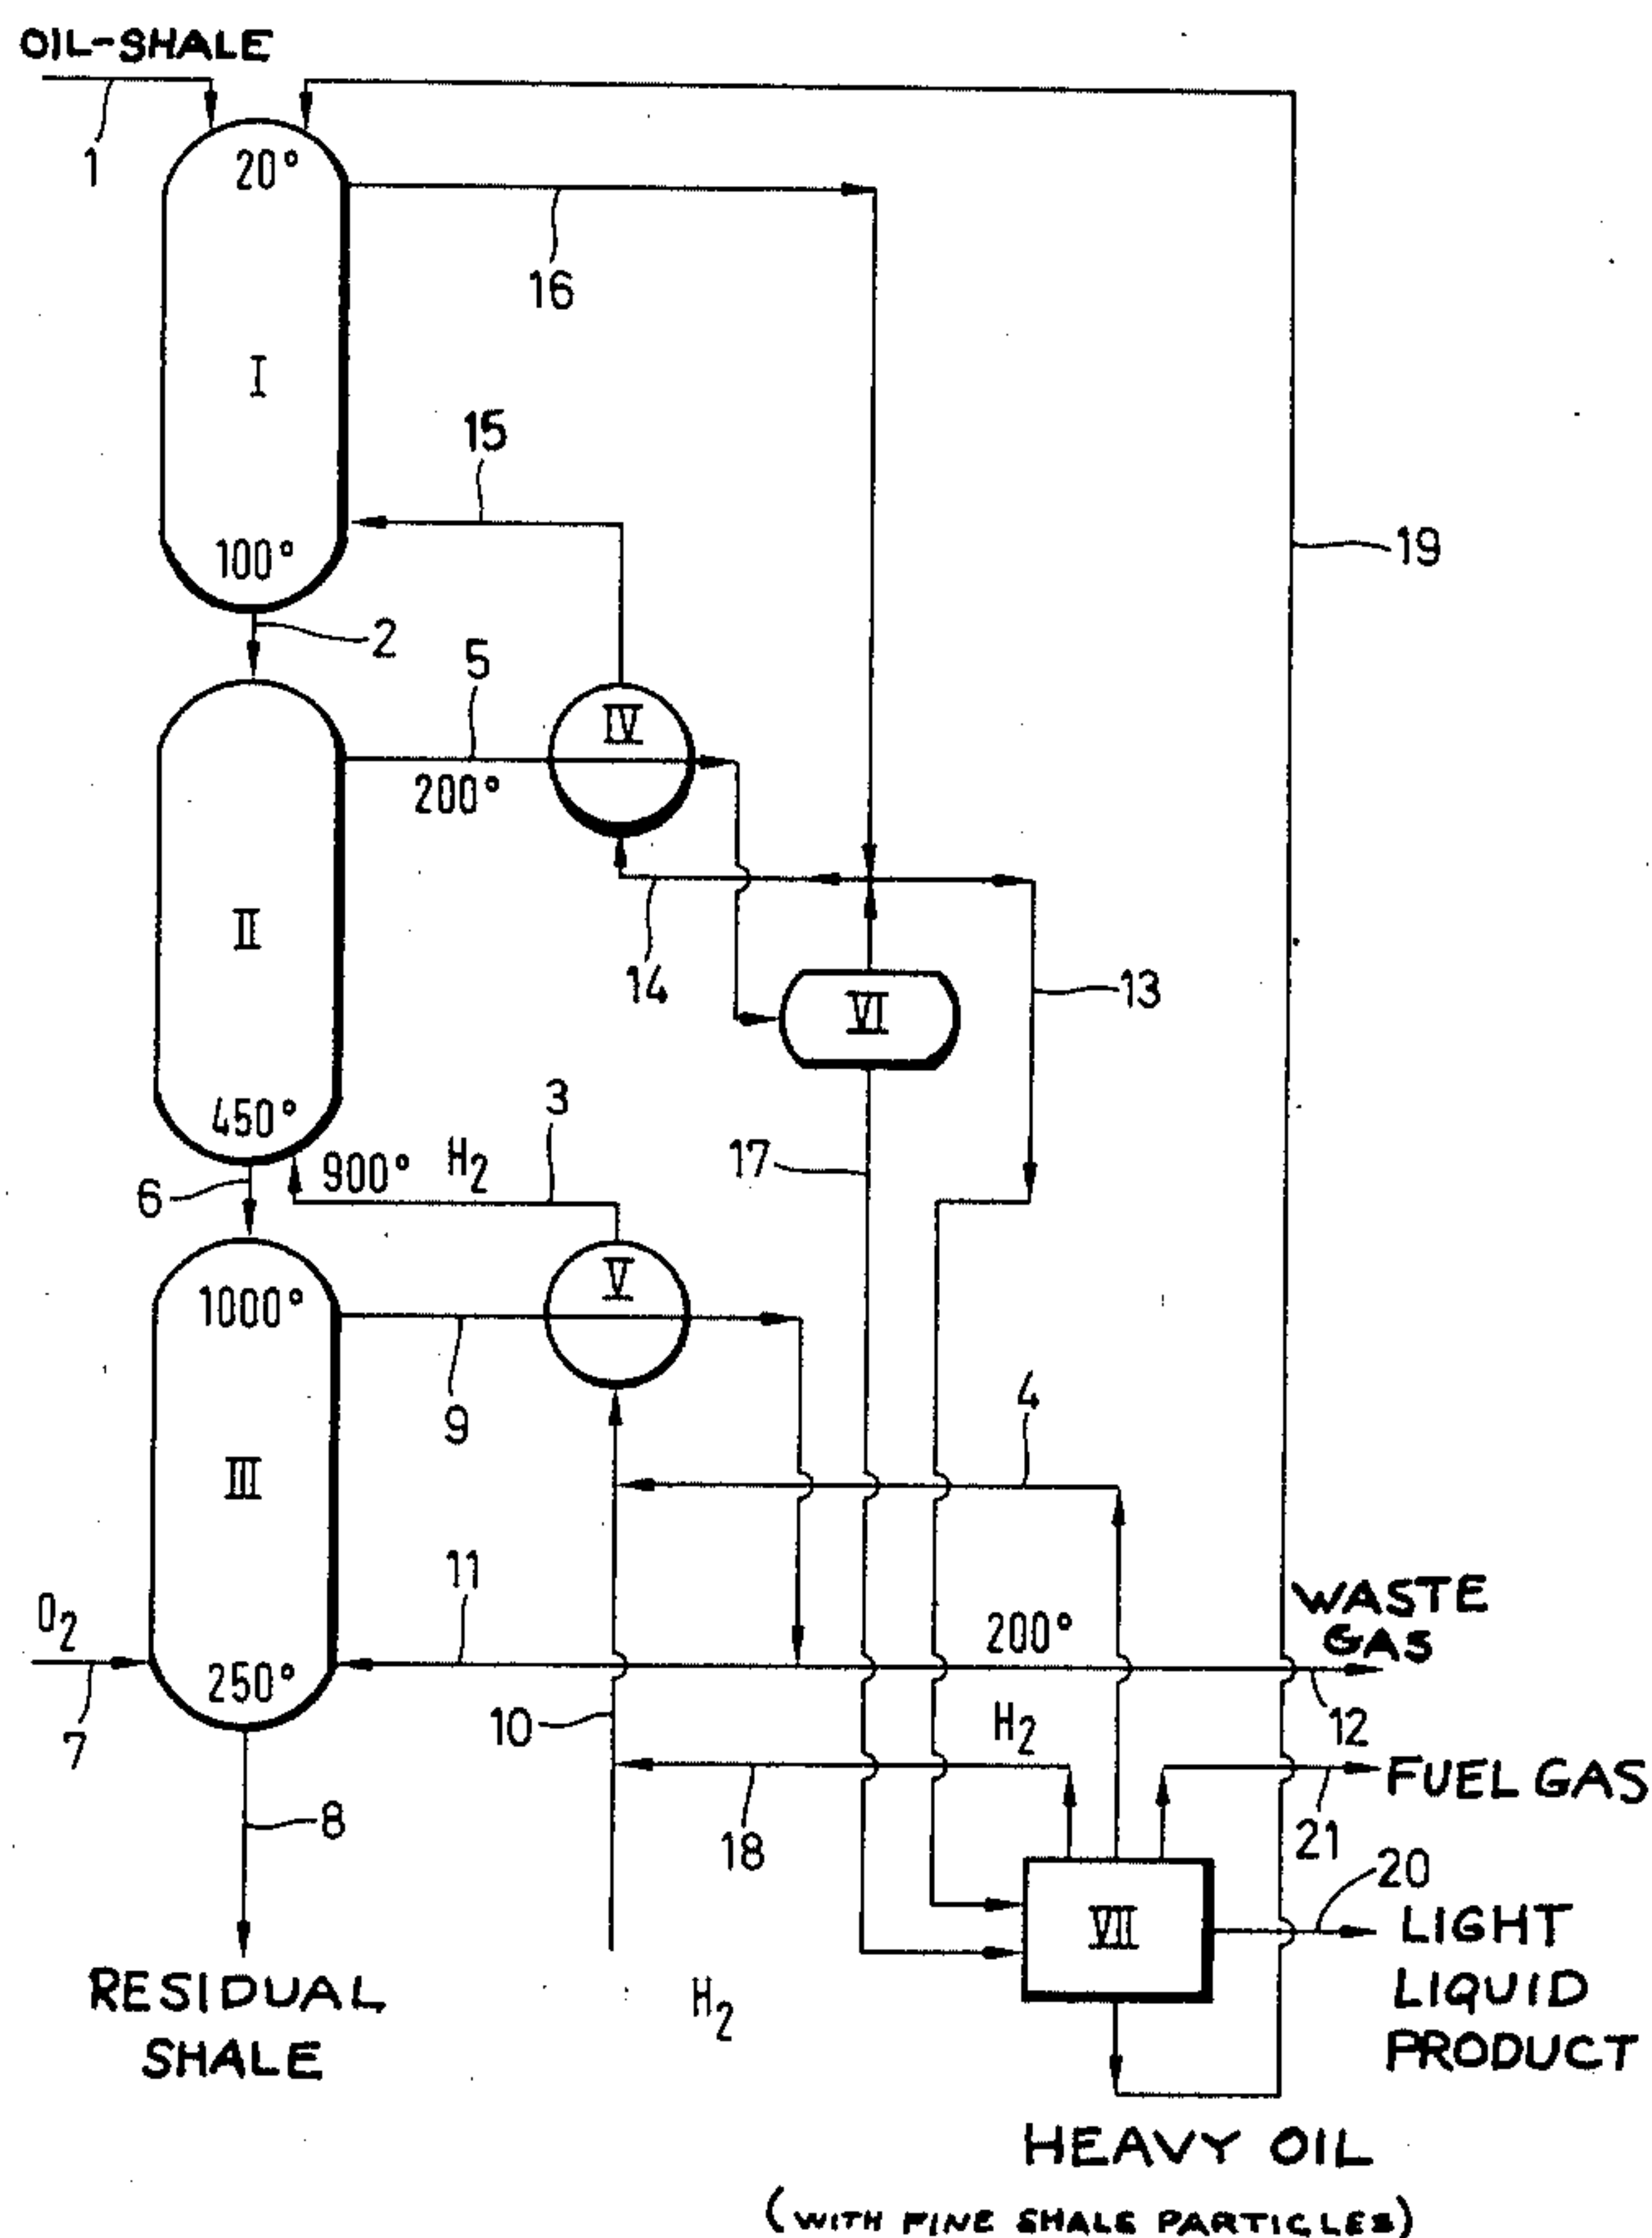 OIL-SHALE
1
20°
16
I
15
19
100°
2
5
IV
200°
II
14
13
VI
450°
3
17
900° H2
6
V
1000°
4
9
III
11
O2
WASTE
GAS
200°
250°
7
10
12
H2
FUEL GAS
8
18
21
20
VII
LIGHT
LIQUID
PRODUCT
RESIDUAL
SHALE
H2
HEAVY OIL
(WITH FINE SHALE PARTICLES)